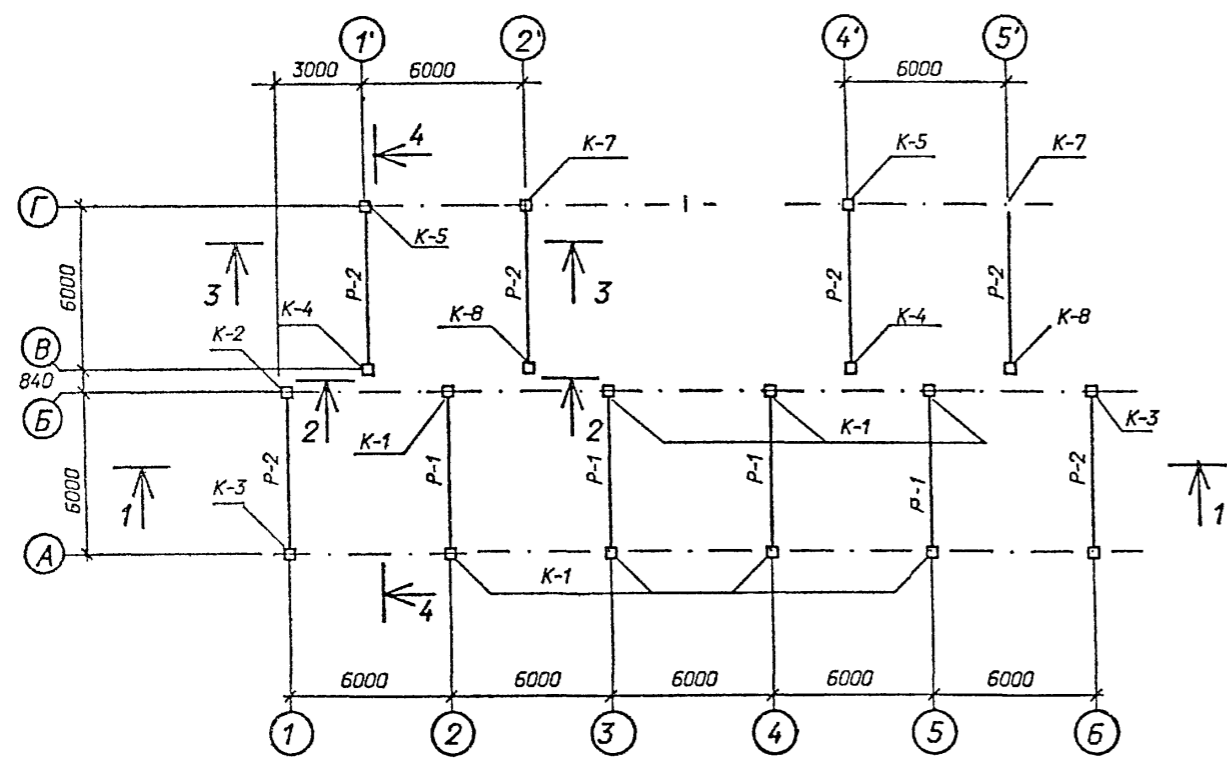 1' 2' 4' 5'
3000 6000 6000
4 К-7 К-5 К-7
Г
К-5
3 3
6000 Р-2 Р-2 Р-2 Р-2
К-4 К-8 К-4 К-8
К-2
В
840
Б
2 2
К-1 К-1 К-3
6000 Р-2 Р-1 Р-1 Р-1 Р-1 Р-2
К-3
1 1
А
К-1
4
6000 6000 6000 6000 6000
1 2 3 4 5 6